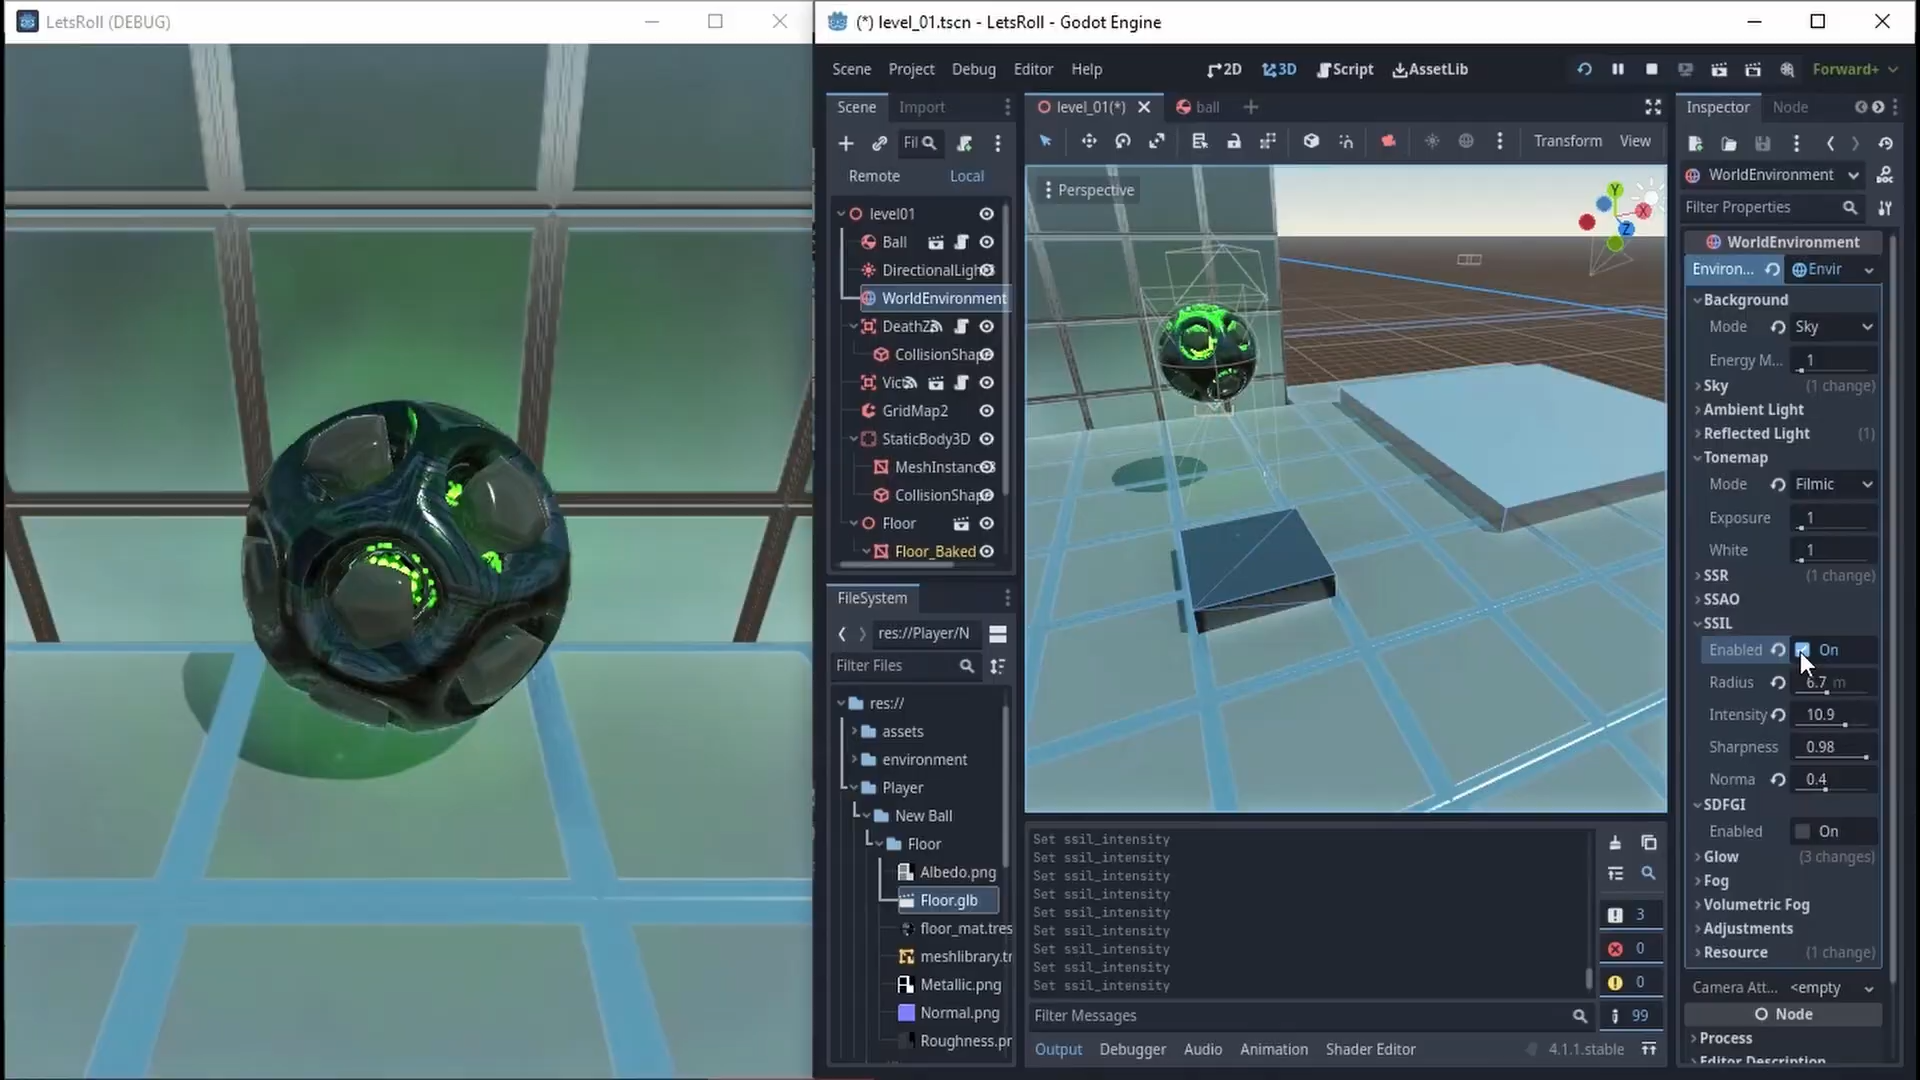 LetsRoll (DEBUG)
(*) level_01.tscn - LetsRoll - Godot Engine
Scene Project Debug Editor Help
2D 3D Script AssetLib
Forward+
Scene Import
Fil
Remote Local
level01
Ball
DirectionalLigh
WorldEnvironment
DeathZ
CollisionShap
Vict
GridMap2
StaticBody3D
MeshInstanc
CollisionShap
Floor
Floor_Baked
FileSystem
res://Player/N
Filter Files
res://
assets
environment
Player
New Ball
Floor
Albedo.png
Floor.glb
floor_mat.tres
meshlibrary.tr
Metallic.png
Normal.png
Roughness.pr
level_01(*) ball
Transform View
Perspective
Y
X
Z
Set ssil_intensity
Set ssil_intensity
Set ssil_intensity
Set ssil_intensity
Set ssil_intensity
Set ssil_intensity
Set ssil_intensity
Set ssil_intensity
Set ssil_intensity
3
0
0
99
Filter Messages
Output Debugger Audio Animation Shader Editor 4.1.1.stable
Inspector Node
WorldEnvironment
Filter Properties
WorldEnvironment
Environ... Envir
Background
Mode Sky
Energy M... 1
Sky (1 change)
Ambient Light
Reflected Light (1)
Tonemap
Mode Filmic
Exposure 1
White 1
SSR (1 change)
SSAO
SSIL
Enabled On
Radius 6.7 m
Intensity 10.9
Sharpness 0.98
Norma 0.4
SDFGI
Enabled On
Glow (3 changes)
Fog
Volumetric Fog
Adjustments
Resource (1 change)
Camera Att... <empty
Node
Process
Editor Description